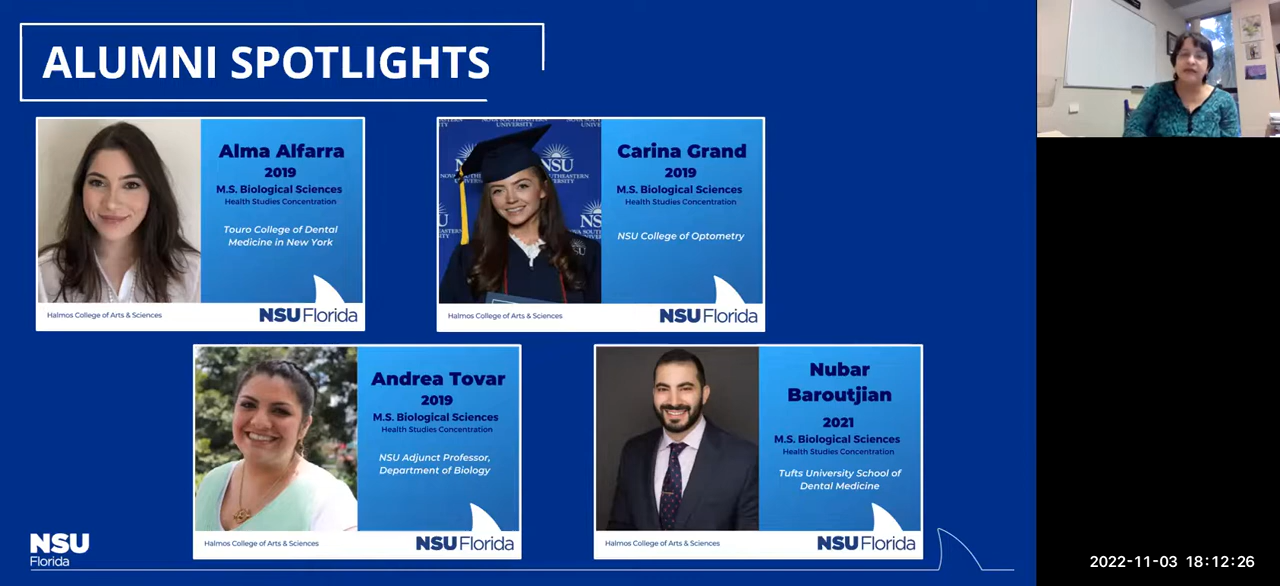 ALUMNI SPOTLIGHTS
Alma Alfarra
2019
M.S. Biological Sciences
Health Studies Concentration
Touro College of Dental
Medicine in New York
Halmos College of Arts & Sciences
NSU Florida
NOVA SOUTHEASTERN
UNIVERSITY
NSU
Carina Grand
2019
M.S. Biological Sciences
Health Studies Concentration
NSU College of Optometry
Halmos College of Arts & Sciences
NSU Florida
Andrea Tovar
2019
M.S. Biological Sciences
Health Studies Concentration
NSU Adjunct Professor,
Department of Biology
Halmos College of Arts & Sciences
NSU Florida
Nubar
Baroutjian
2021
M.S. Biological Sciences
Health Studies Concentration
Tufts University School of
Dental Medicine
Halmos College of Arts & Sciences
NSU Florida
NSU
Florida
2022-11-03 18:12:26